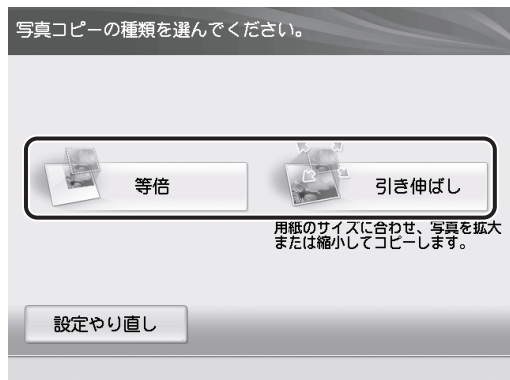 写真コピーの種類を選んでください。
等倍
引き伸ばし
用紙のサイズに合わせ、写真を拡大
または縮小してコピーします。
設定やり直し